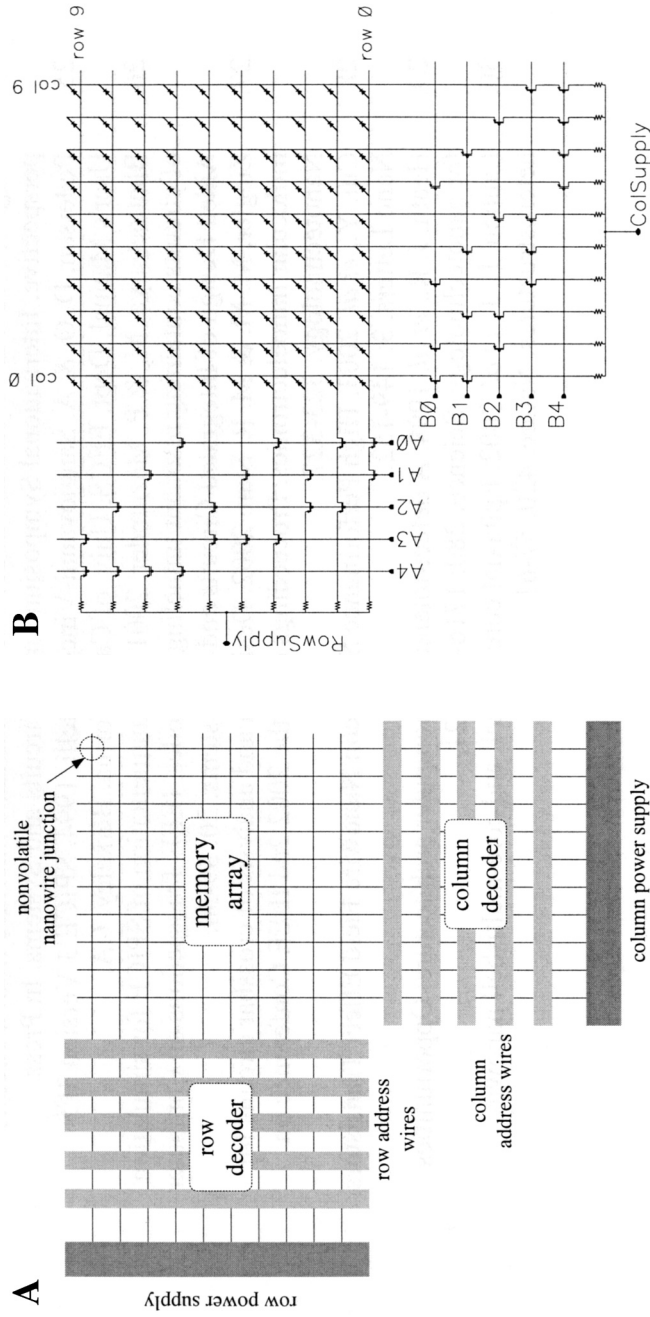 A
nonvolatile
nanowire junction
memory
array
row
decoder
column
decoder
row power supply
row address
wires
column
address wires
column power supply
B
col 0
col 9
row 9
row 0
RowSupply
A4
A3
A2
A1
A0
B0
B1
B2
B3
B4
ColSupply